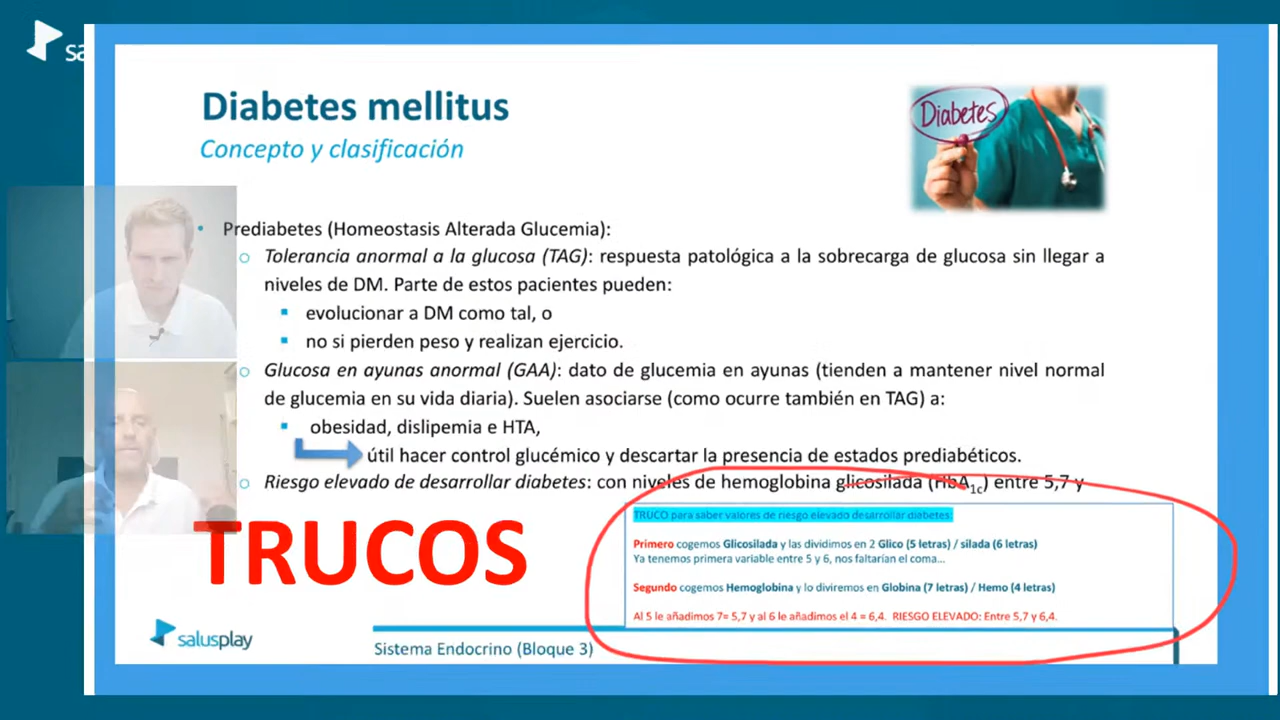 sa
Diabetes mellitus
Concepto y clasificación
Diabetes
• Prediabetes (Homeostasis Alterada Glucemia):
o Tolerancia anormal a la glucosa (TAG): respuesta patológica a la sobrecarga de glucosa sin llegar a
niveles de DM. Parte de estos pacientes pueden:
▪ evolucionar a DM como tal, o
▪ no si pierden peso y realizan ejercicio.
o Glucosa en ayunas anormal (GAA): dato de glucemia en ayunas (tienden a mantener nivel normal
de glucemia en su vida diaria). Suelen asociarse (como ocurre también en TAG) a:
▪ obesidad, dislipemia e HTA,
útil hacer control glucémico y descartar la presencia de estados prediabéticos.
o Riesgo elevado de desarrollar diabetes: con niveles de hemoglobina glicosilada (HbA1c) entre 5,7 y
TRUCOS
TRUCO para saber valores de riesgo elevado desarrollar diabetes:
Primero cogemos Glicosilada y las dividimos en 2 Glico (5 letras) / silada (6 letras)
Ya tenemos primera variable entre 5 y 6, nos faltarían el coma...
Segundo cogemos Hemoglobina y lo diviremos en Globina (7 letras) / Hemo (4 letras)
Al 5 le añadimos 7= 5,7 y al 6 le añadimos el 4 = 6,4. RIESGO ELEVADO: Entre 5,7 y 6,4.
salusplay
Sistema Endocrino (Bloque 3)